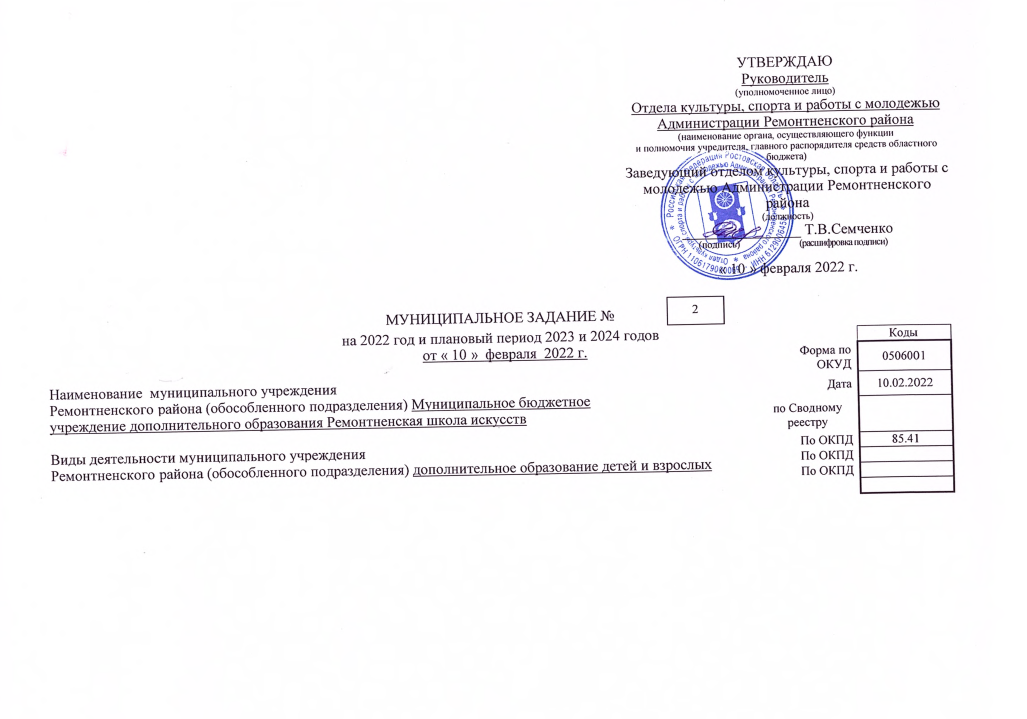 УТВЕРЖДАЮ
Руководитель
(уполномоченное лицо)
Отдела культуры, спорта и работы с молодежью
Администрации Ремонтненского района
(наименование органа, осуществляющего функции
и полномочия учредителя, главного распорядителя средств областного
бюджета)
Заведующий отделом культуры, спорта и работы с
молодежью Администрации Ремонтненского
района
(должность)
Т.В.Семченко
(подпись) (расшифровка подписи)
« 10 » февраля 2022 г.
МУНИЦИПАЛЬНОЕ ЗАДАНИЕ № 2
на 2022 год и плановый период 2023 и 2024 годов
от « 10 » февраля 2022 г.
Коды
Форма по
ОКУД 0506001
Дата 10.02.2022
по Сводному
реестру
По ОКПД 85.41
По ОКПД
По ОКПД
Наименование муниципального учреждения
Ремонтненского района (обособленного подразделения) Муниципальное бюджетное
учреждение дополнительного образования Ремонтненская школа искусств
Виды деятельности муниципального учреждения
Ремонтненского района (обособленного подразделения) дополнительное образование детей и взрослых